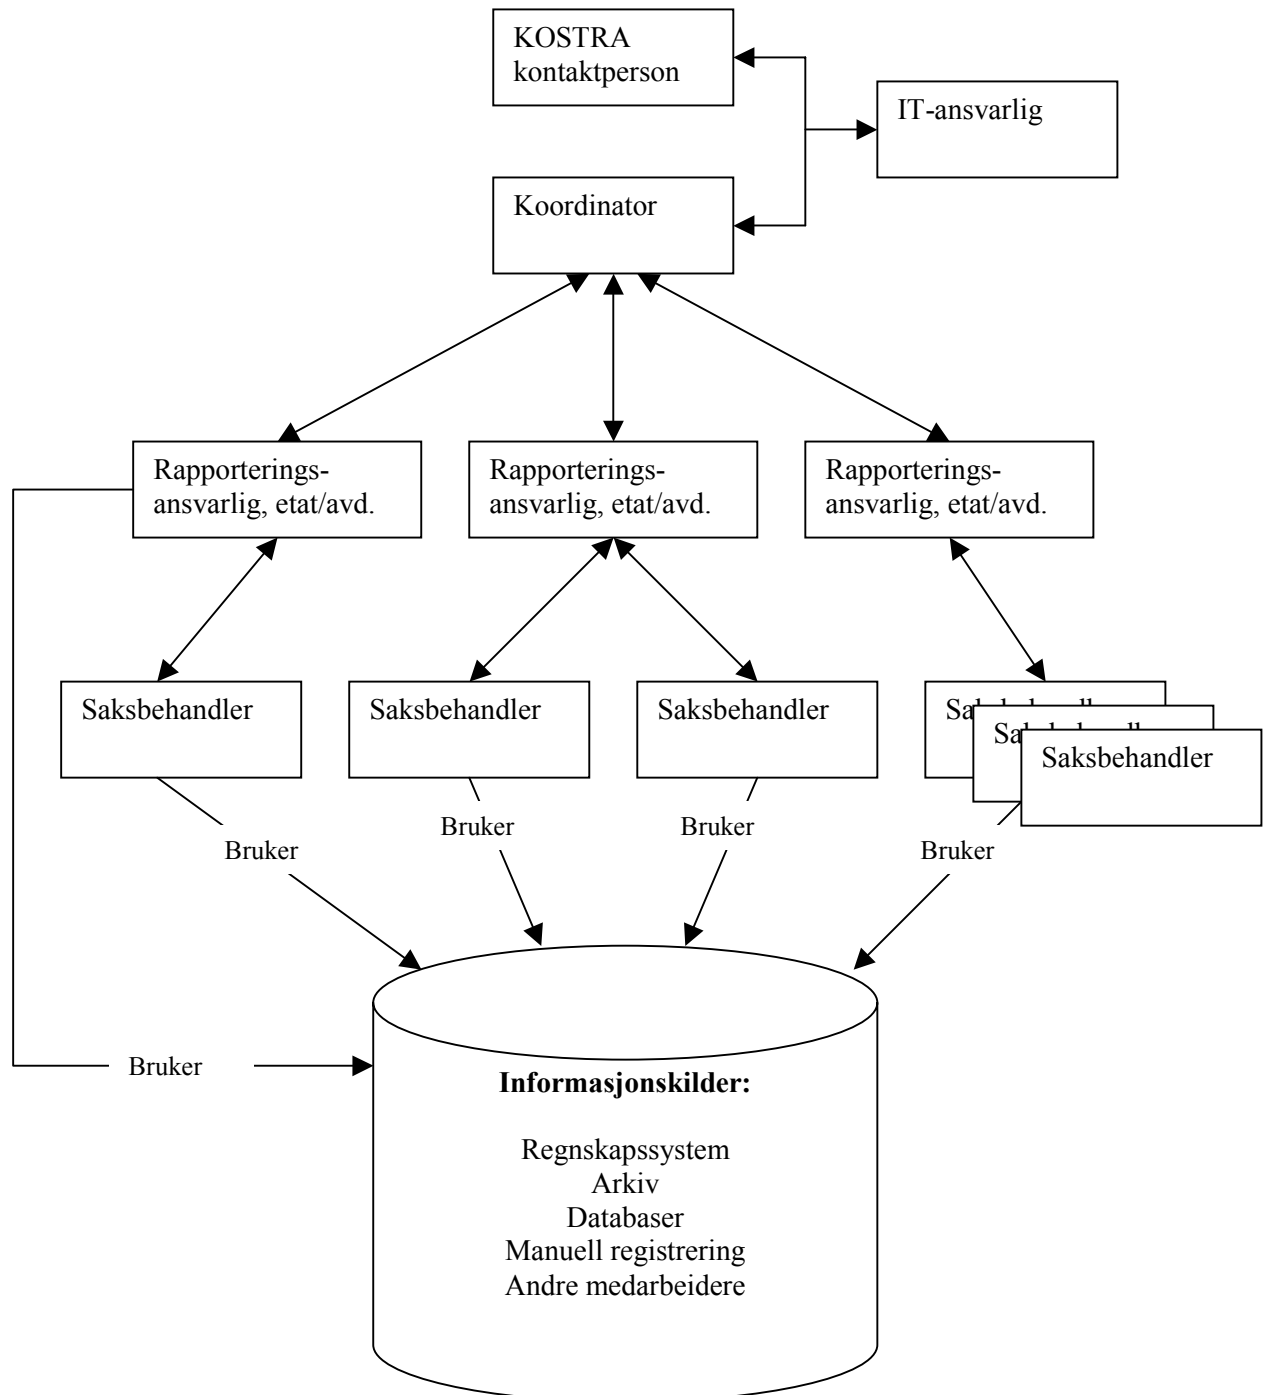 KOSTRA
kontaktperson
IT-ansvarlig
Koordinator
Rapporterings-
ansvarlig, etat/avd.
Rapporterings-
ansvarlig, etat/avd.
Rapporterings-
ansvarlig, etat/avd.
Saksbehandler
Saksbehandler
Saksbehandler
Saksbehandler
Bruker
Bruker
Bruker
Bruker
Bruker
Informasjonskilder:
Regnskapssystem
Arkiv
Databaser
Manuell registrering
Andre medarbeidere